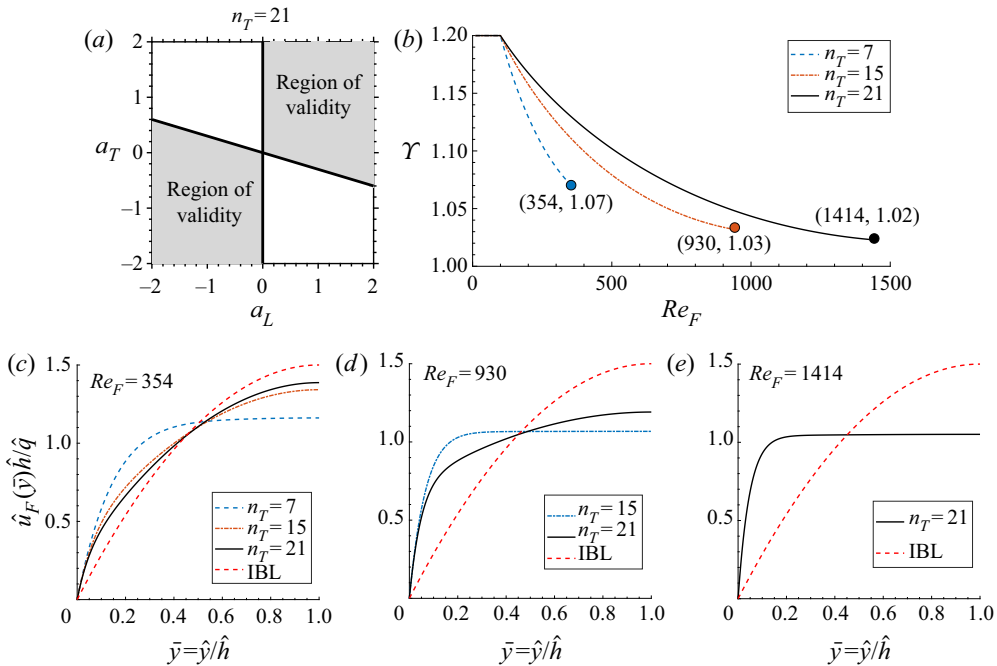 n_T = 21
(a)
2
1
0
−1
−2
a_T
Region of
validity
Region of
validity
−2 −1 0 1 2
a_L
(b)
1.20
1.15
1.10
1.05
1.00
ϒ
n_T = 7
n_T = 15
n_T = 21
(354, 1.07)
(930, 1.03)
(1414, 1.02)
0 500 1000 1500
Re_F
(c)
Re_F = 354
1.5
1.0
0.5
û_F(ȳ)ĥ/q̂
n_T = 7
n_T = 15
n_T = 21
IBL
0 0.2 0.4 0.6 0.8 1.0
ȳ = ŷ/ĥ
(d)
Re_F = 930
1.5
1.0
0.5
n_T = 15
n_T = 21
IBL
0 0.2 0.4 0.6 0.8 1.0
ȳ = ŷ/ĥ
(e)
Re_F = 1414
1.5
1.0
0.5
n_T = 21
IBL
0 0.2 0.4 0.6 0.8 1.0
ȳ = ŷ/ĥ